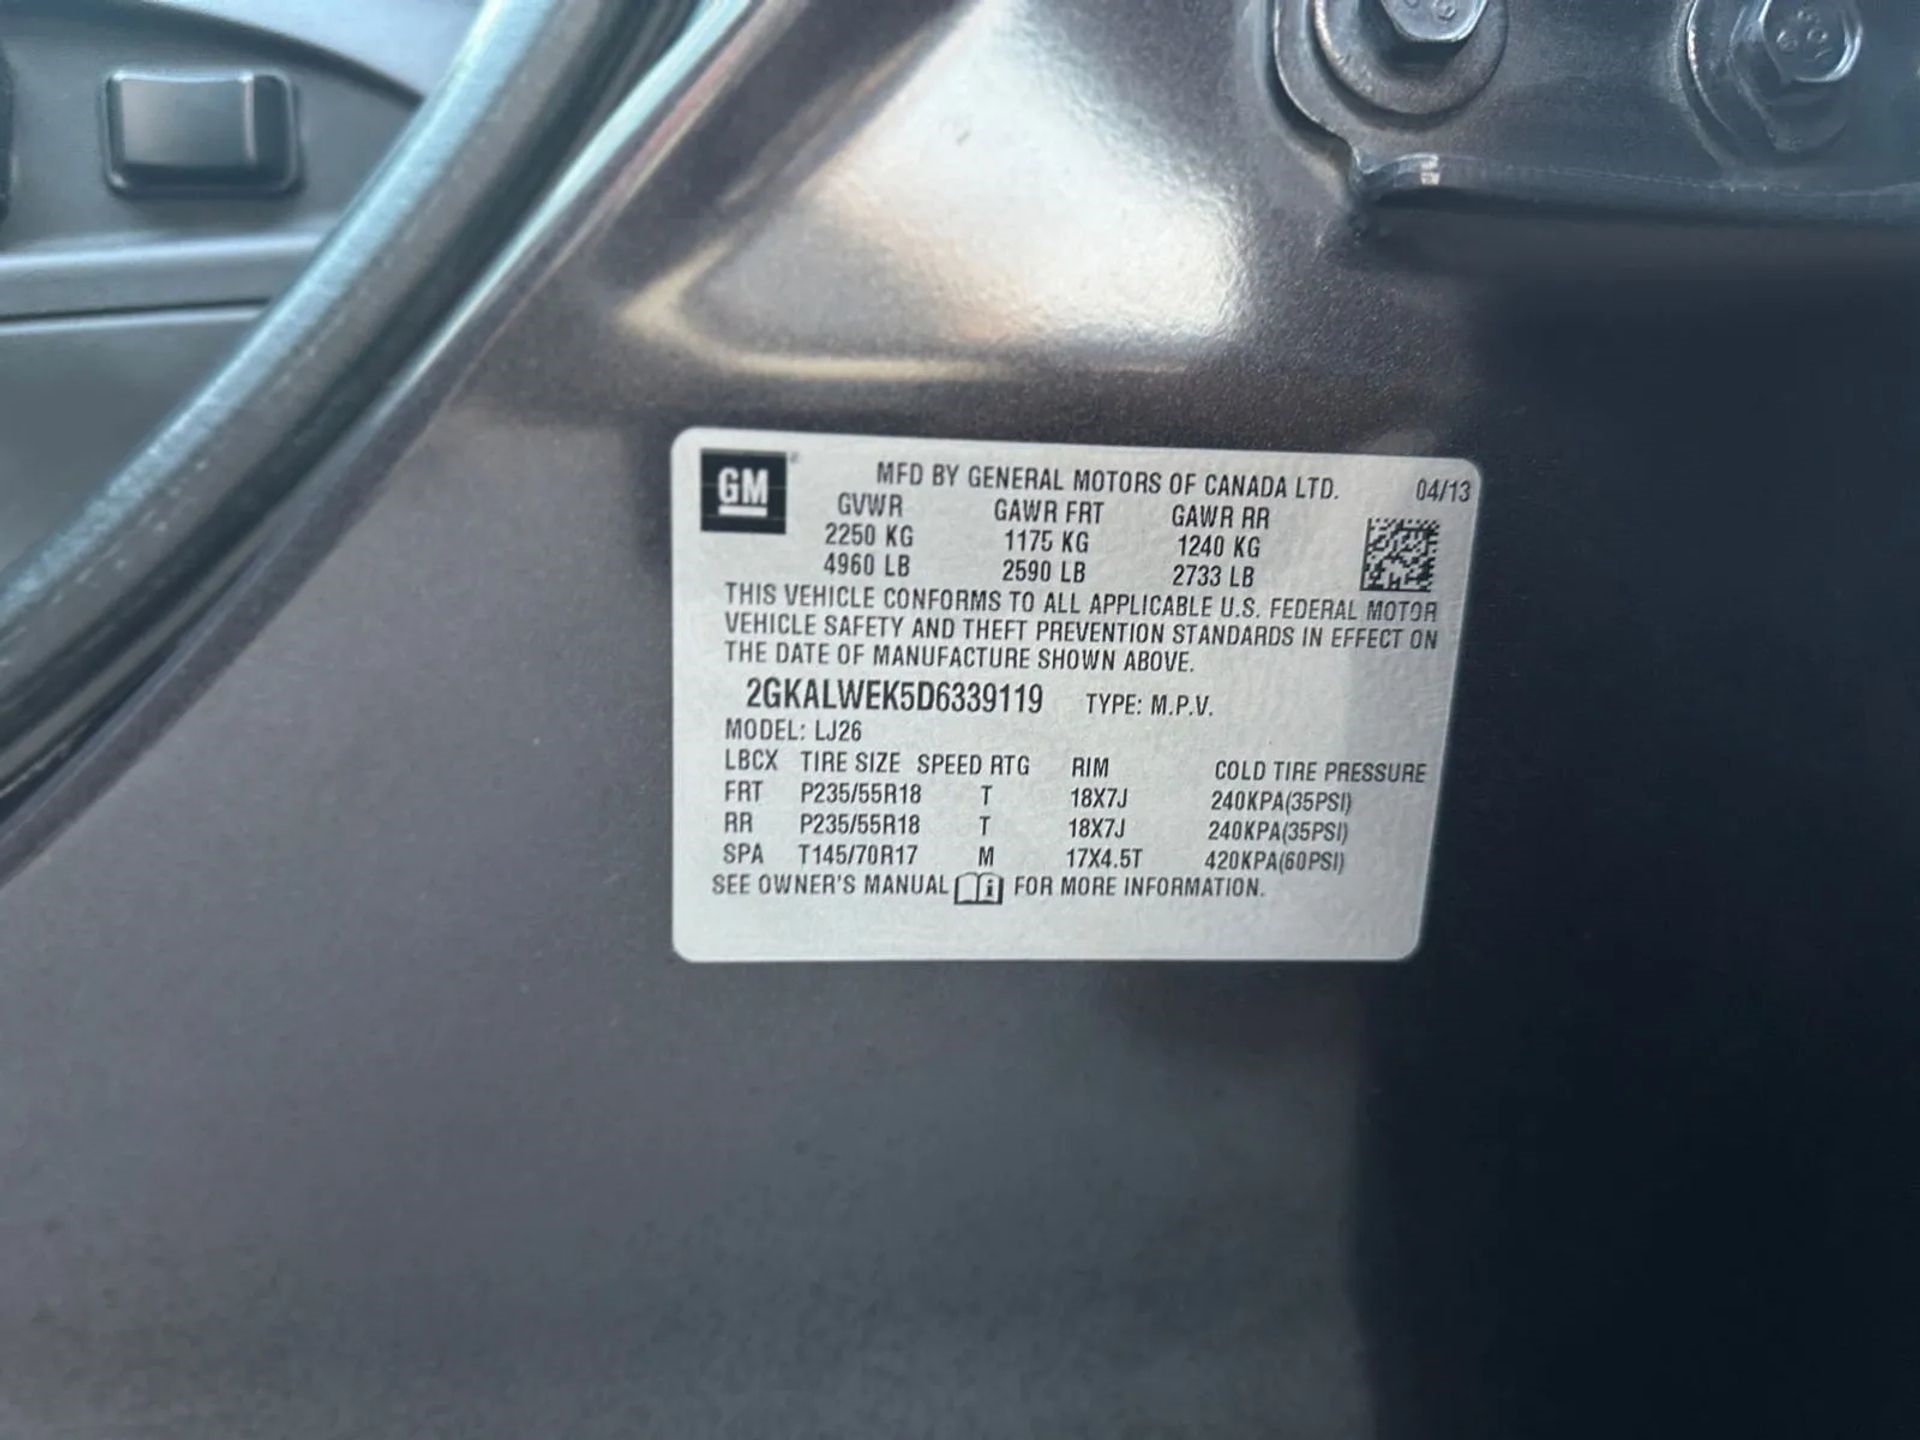 GM MFD BY GENERAL MOTORS OF CANADA LTD. 04/13
GVWR GAWR FRT GAWR RR
2250 KG 1175 KG 1240 KG
4960 LB 2590 LB 2733 LB
THIS VEHICLE CONFORMS TO ALL APPLICABLE U.S. FEDERAL MOTOR
VEHICLE SAFETY AND THEFT PREVENTION STANDARDS IN EFFECT ON
THE DATE OF MANUFACTURE SHOWN ABOVE.
2GKALWEK5D6339119 TYPE: M.P.V.
MODEL: LJ26
LBCX TIRE SIZE SPEED RTG RIM COLD TIRE PRESSURE
FRT P235/55R18 T 18X7J 240KPA(35PSI)
RR P235/55R18 T 18X7J 240KPA(35PSI)
SPA T145/70R17 M 17X4.5T 420KPA(60PSI)
SEE OWNER'S MANUAL i FOR MORE INFORMATION.